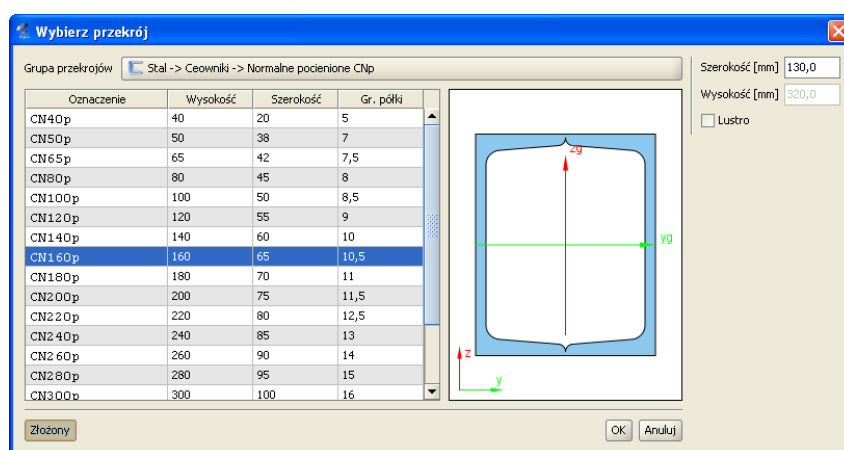 Wybierz przekrój
Grupa przekrojów Stal -> Ceowniki -> Normalne pocienione CNp
Szerokość [mm] 130,0
Wysokość [mm] 320,0
Lustro
Oznaczenie Wysokość Szerokość Gr. półki
CN40p 40 20 5
CN50p 50 38 7
CN65p 65 42 7,5
CN80p 80 45 8
CN100p 100 50 8,5
CN120p 120 55 9
CN140p 140 60 10
CN160p 160 65 10,5
CN180p 180 70 11
CN200p 200 75 11,5
CN220p 220 80 12,5
CN240p 240 85 13
CN260p 260 90 14
CN280p 280 95 15
CN300p 300 100 16
zg
yg
z
y
Złożony
OK Anuluj